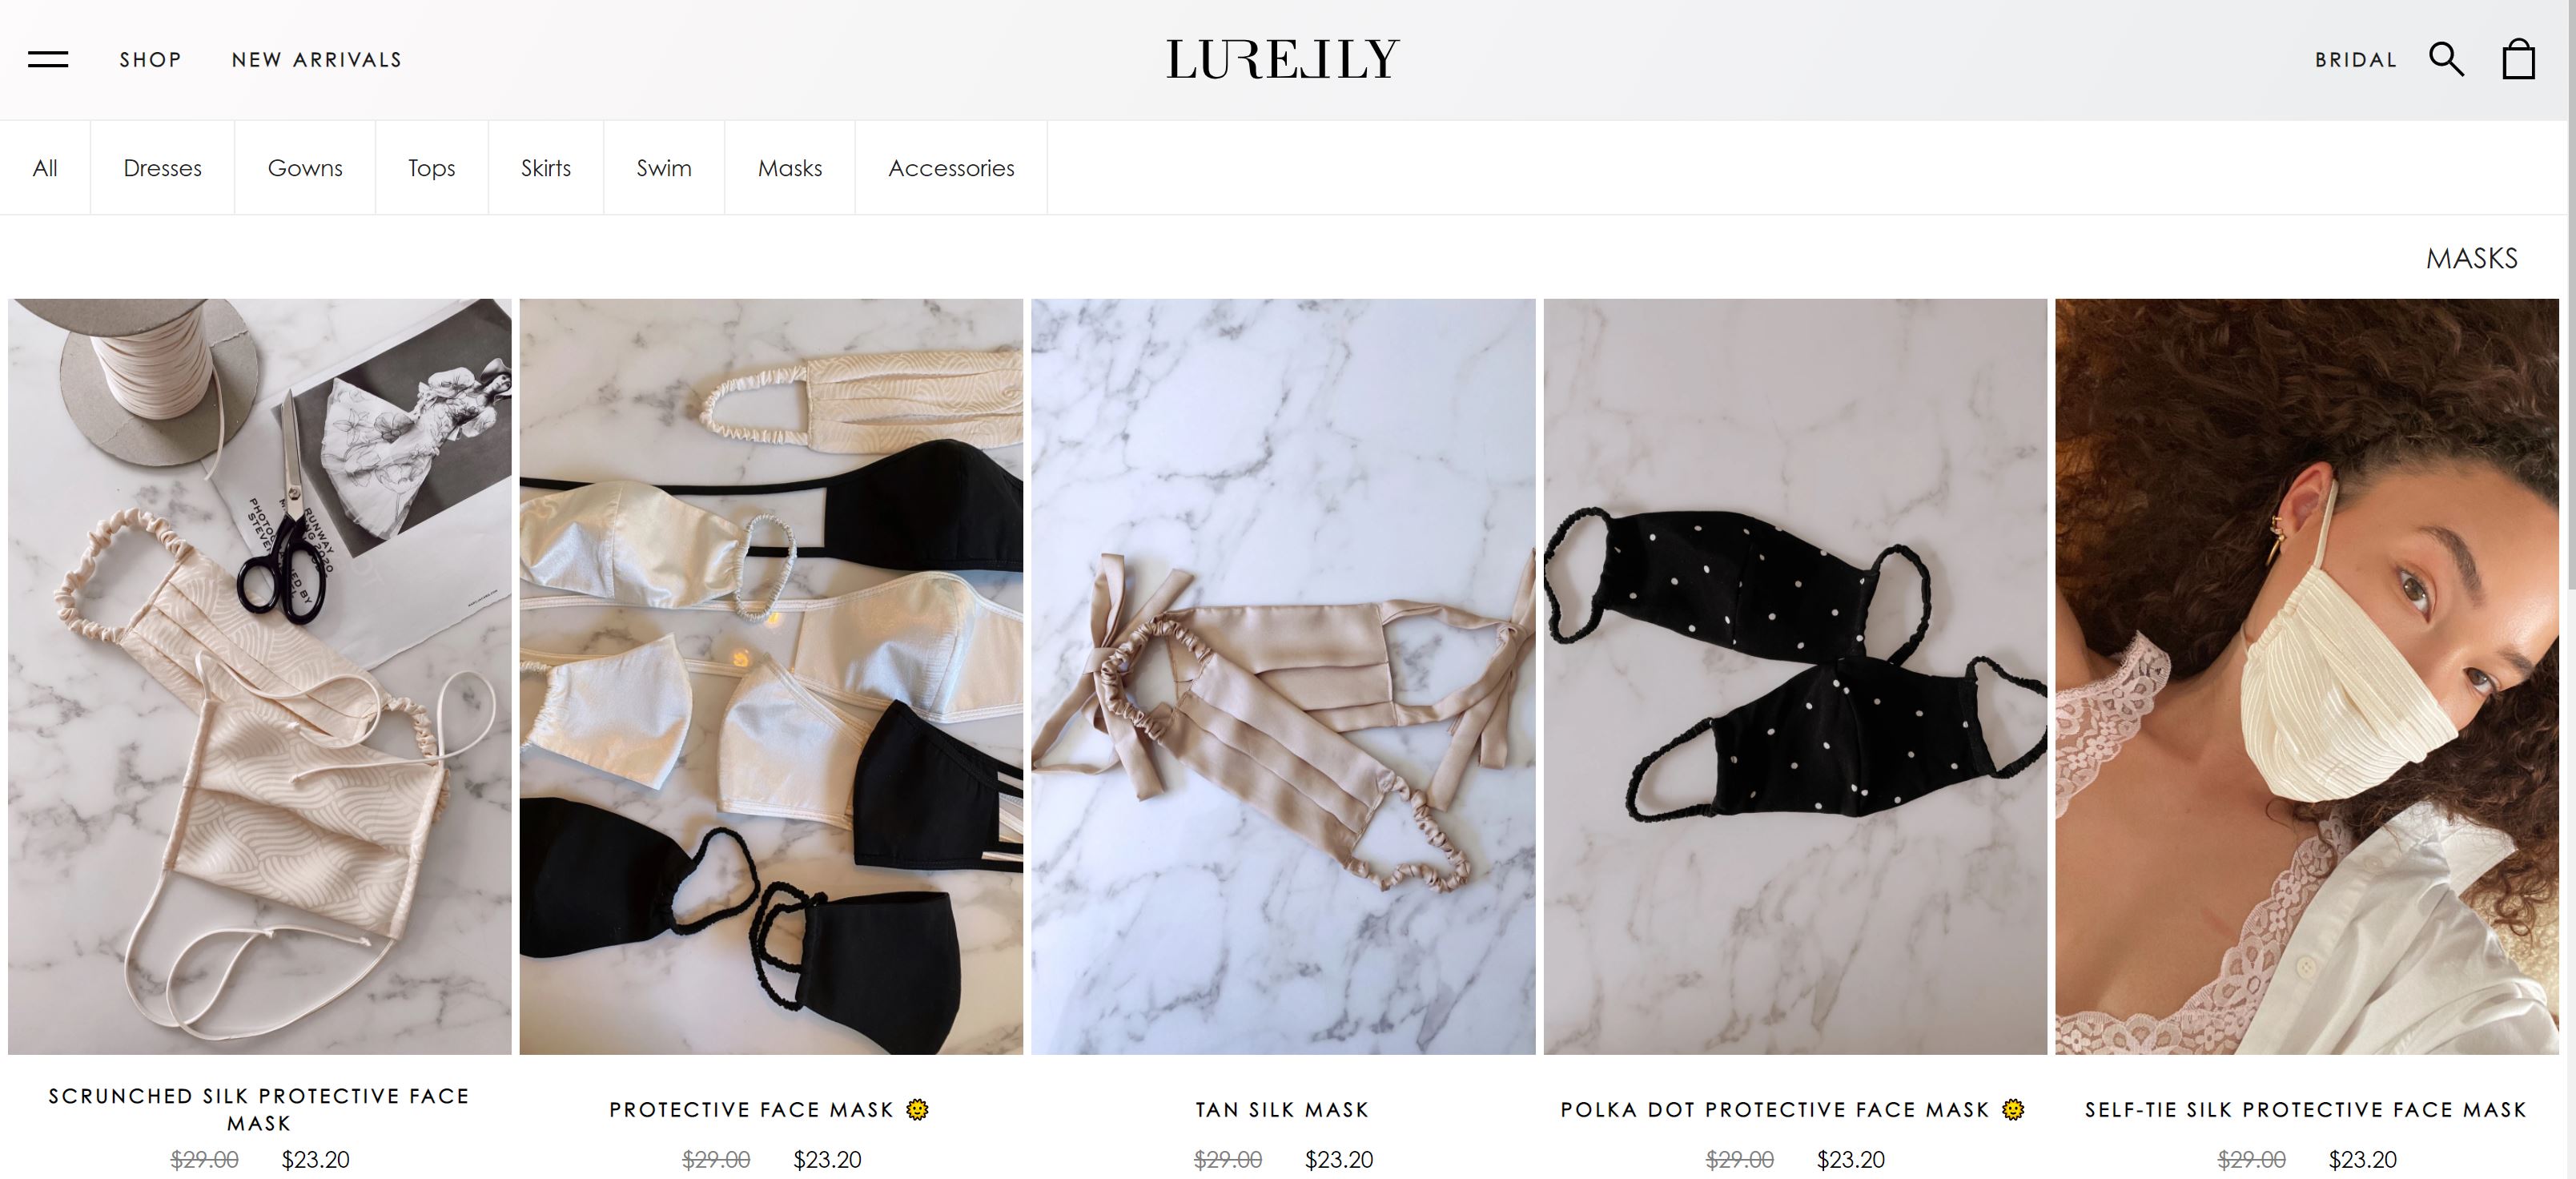 SHOP
NEW ARRIVALS
LURELLY
BRIDAL
All
Dresses
Gowns
Tops
Skirts
Swim
Masks
Accessories
MASKS
RUNWAY
SCRUNCHED SILK PROTECTIVE FACE
MASK
$29.00 $23.20
PROTECTIVE FACE MASK 🌞
$29.00 $23.20
TAN SILK MASK
$29.00 $23.20
POLKA DOT PROTECTIVE FACE MASK 🌞
$29.00 $23.20
SELF-TIE SILK PROTECTIVE FACE MASK
$29.00 $23.20